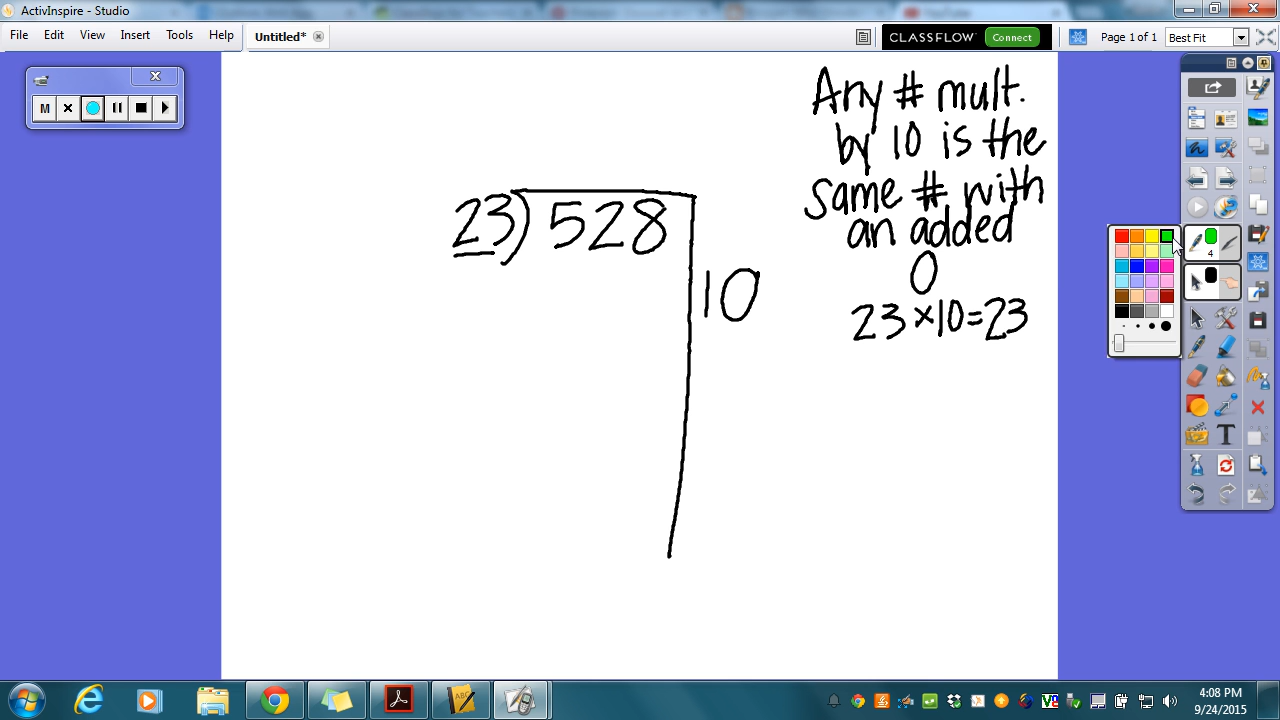 ActivInspire - Studio
File Edit View Insert Tools Help Untitled* CLASSFLOW Connect Page 1 of 1 Best Fit
M
4
Any # mult.
by 10 is the
same # with
an added
0
23 × 10 = 23
23) 528
10
T
4:08 PM
9/24/2015